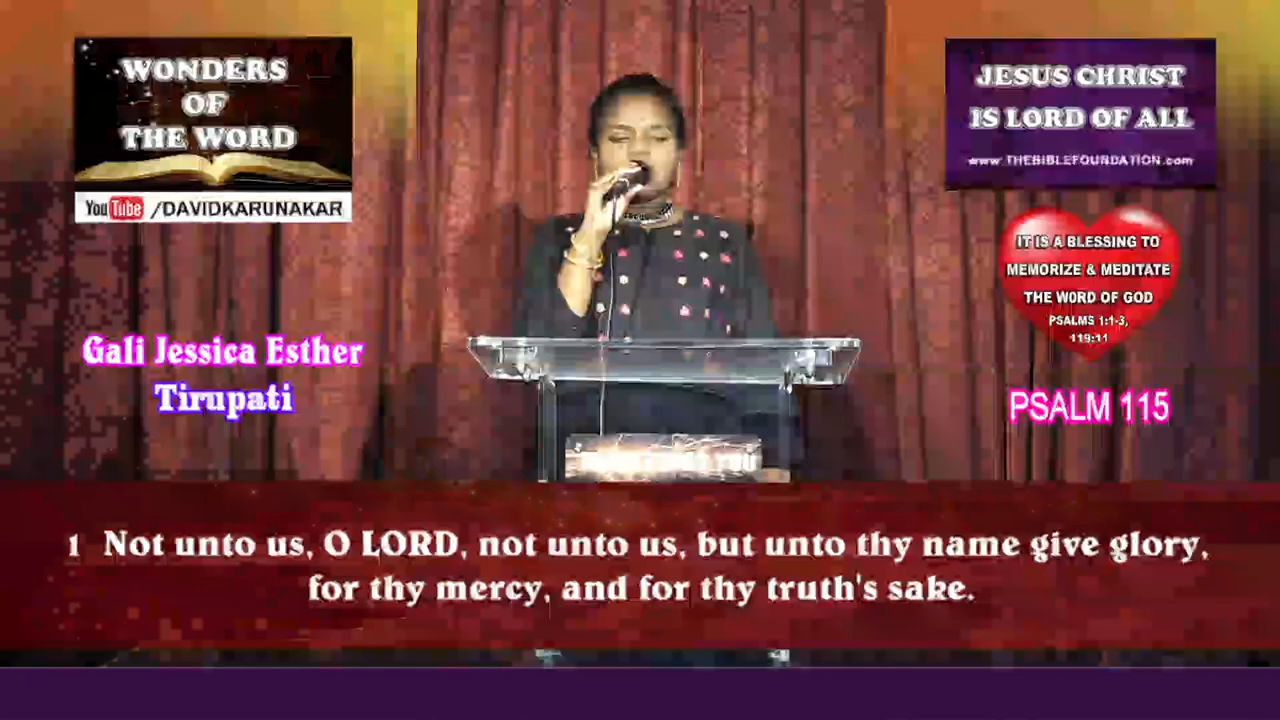 WONDERS
OF
THE WORD
YouTube /DAVIDKARUNAKAR
JESUS CHRIST
IS LORD OF ALL
www. THEBIBLEFOUNDATION.com
IT IS A BLESSING TO
MEMORIZE & MEDITATE
THE WORD OF GOD
PSALMS 1:1-3,
119:11
Gali Jessica Esther
Tirupati
PSALM 115
1 Not unto us, O LORD, not unto us, but unto thy name give glory,
for thy mercy, and for thy truth's sake.